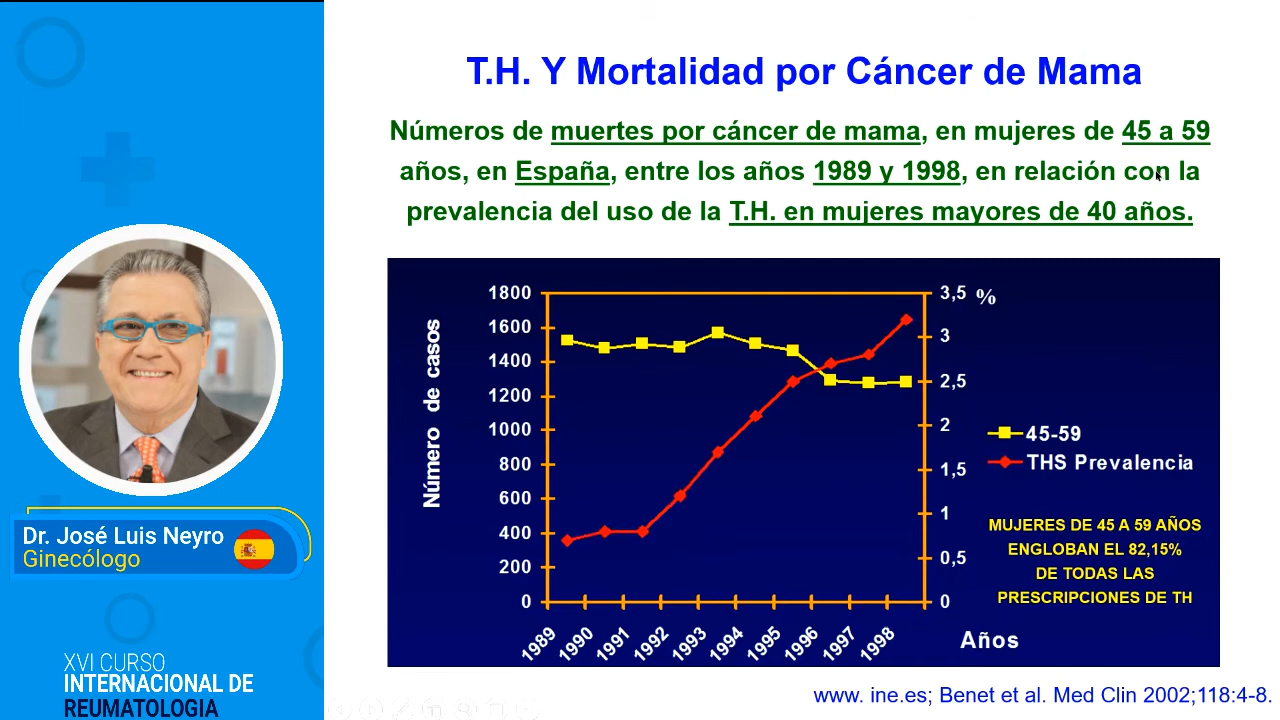 T.H. Y Mortalidad por Cáncer de Mama
Números de muertes por cáncer de mama, en mujeres de 45 a 59
años, en España, entre los años 1989 y 1998, en relación con la
prevalencia del uso de la T.H. en mujeres mayores de 40 años.
Número de casos
1800
1600
1400
1200
1000
800
600
400
200
0
3,5 %
3
2,5
2
1,5
1
0,5
0
1989
1990
1991
1992
1993
1994
1995
1996
1997
1998
Años
45-59
THS Prevalencia
MUJERES DE 45 A 59 AÑOS
ENGLOBAN EL 82,15%
DE TODAS LAS
PRESCRIPCIONES DE TH
www. ine.es; Benet et al. Med Clin 2002;118:4-8.
Dr. José Luis Neyro
Ginecólogo
XVI CURSO
INTERNACIONAL DE
REUMATOLOGIA